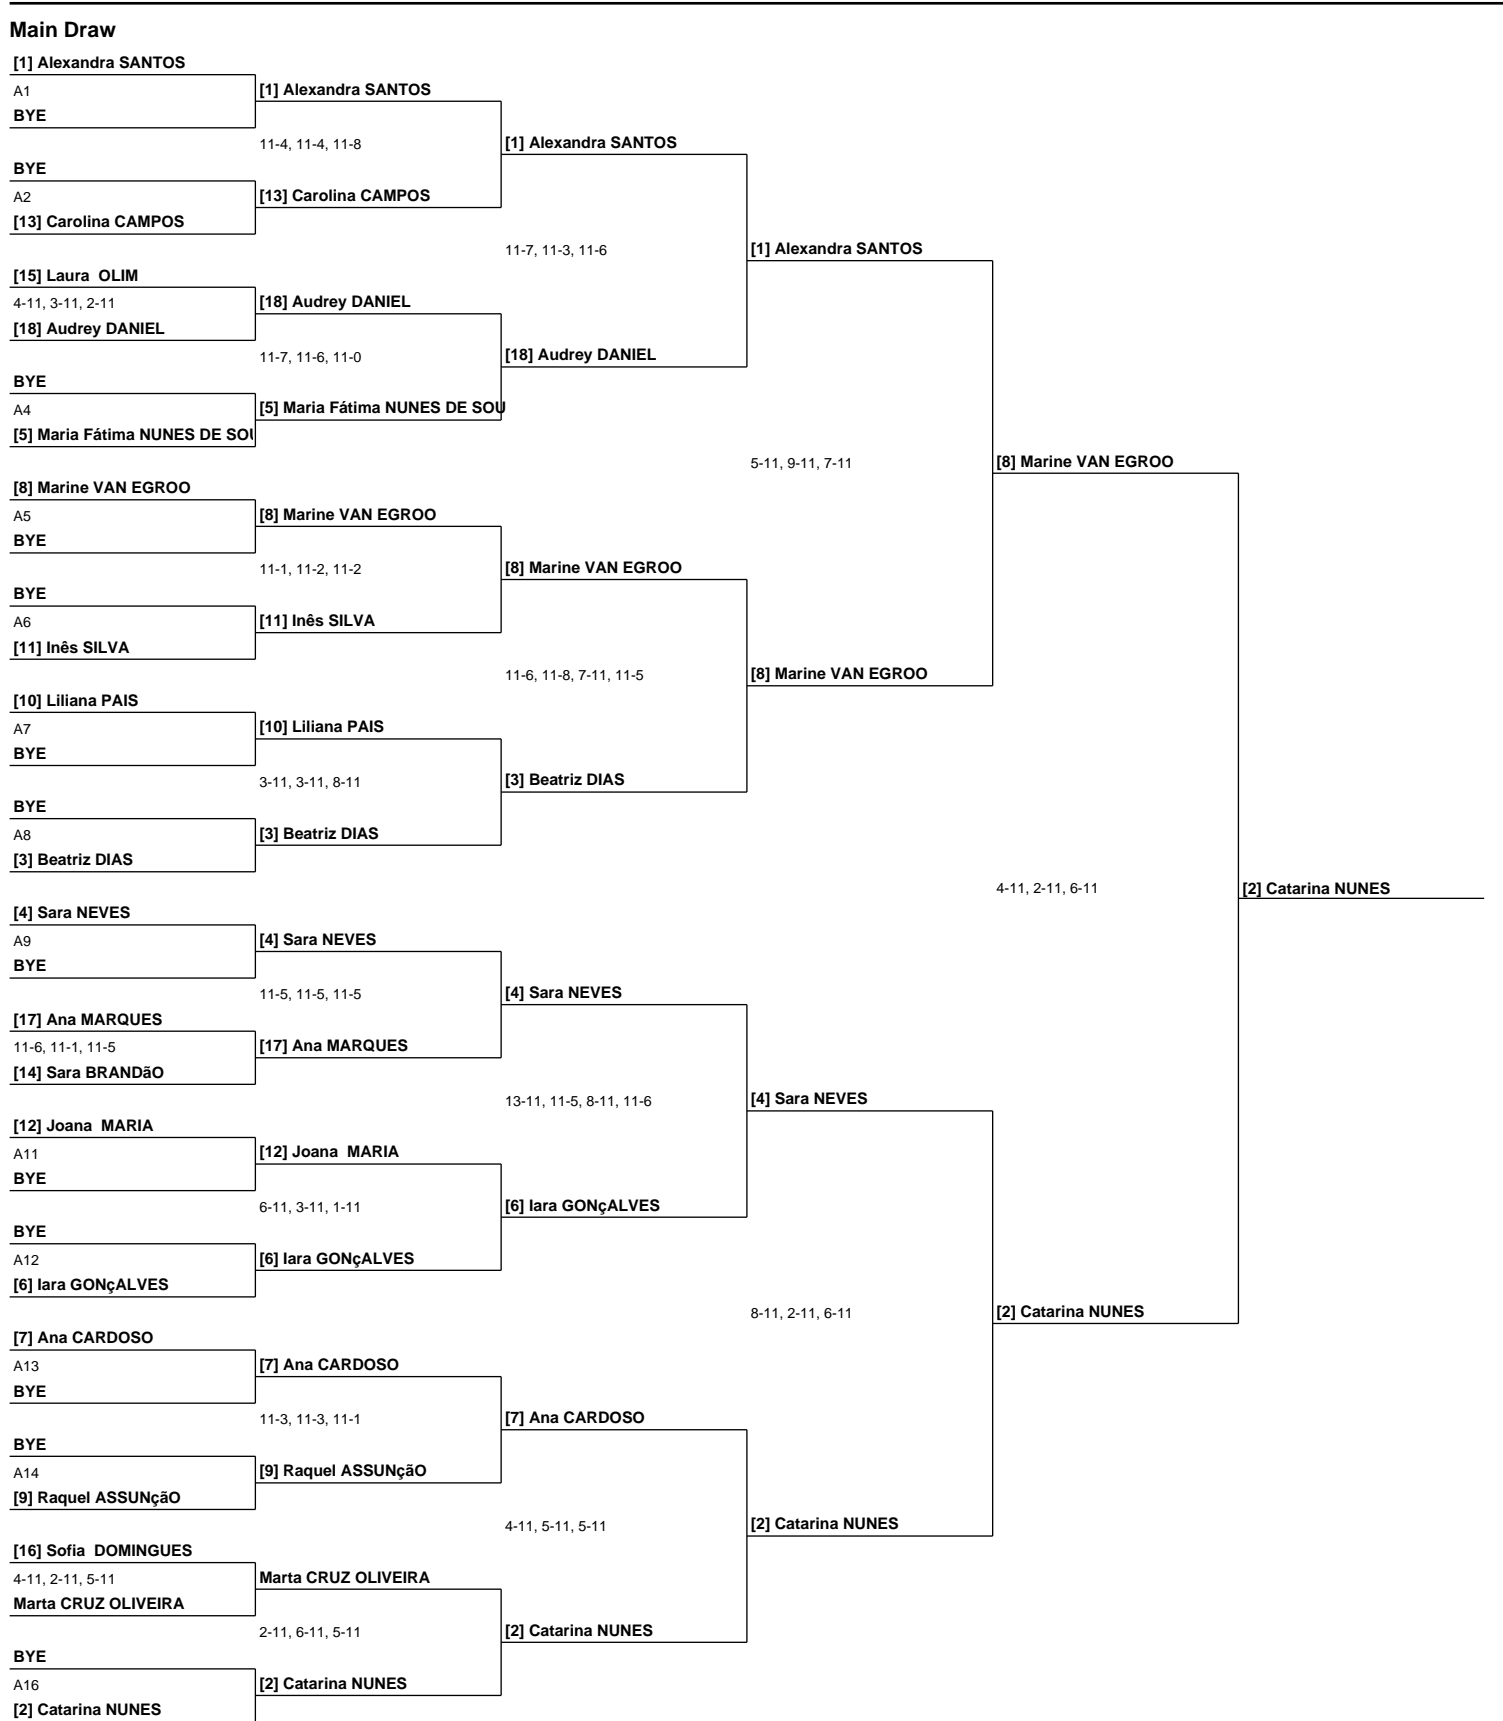 Main Draw
[1] Alexandra SANTOS
A1
[1] Alexandra SANTOS
BYE
11-4, 11-4, 11-8
[1] Alexandra SANTOS
BYE
A2
[13] Carolina CAMPOS
[13] Carolina CAMPOS
11-7, 11-3, 11-6
[1] Alexandra SANTOS
[15] Laura  OLIM
4-11, 3-11, 2-11
[18] Audrey DANIEL
[18] Audrey DANIEL
11-7, 11-6, 11-0
[18] Audrey DANIEL
BYE
A4
[5] Maria Fátima NUNES DE SOU
[5] Maria Fátima NUNES DE SOU
5-11, 9-11, 7-11
[8] Marine VAN EGROO
[8] Marine VAN EGROO
A5
[8] Marine VAN EGROO
BYE
11-1, 11-2, 11-2
[8] Marine VAN EGROO
BYE
A6
[11] Inês SILVA
[11] Inês SILVA
11-6, 11-8, 7-11, 11-5
[8] Marine VAN EGROO
[10] Liliana PAIS
A7
[10] Liliana PAIS
BYE
3-11, 3-11, 8-11
[3] Beatriz DIAS
BYE
A8
[3] Beatriz DIAS
[3] Beatriz DIAS
4-11, 2-11, 6-11
[2] Catarina NUNES
[4] Sara NEVES
A9
[4] Sara NEVES
BYE
11-5, 11-5, 11-5
[4] Sara NEVES
[17] Ana MARQUES
11-6, 11-1, 11-5
[17] Ana MARQUES
[14] Sara BRANDãO
13-11, 11-5, 8-11, 11-6
[4] Sara NEVES
[12] Joana  MARIA
A11
[12] Joana  MARIA
BYE
6-11, 3-11, 1-11
[6] Iara GONçALVES
BYE
A12
[6] Iara GONçALVES
[6] Iara GONçALVES
8-11, 2-11, 6-11
[2] Catarina NUNES
[7] Ana CARDOSO
A13
[7] Ana CARDOSO
BYE
11-3, 11-3, 11-1
[7] Ana CARDOSO
BYE
A14
[9] Raquel ASSUNçãO
[9] Raquel ASSUNçãO
4-11, 5-11, 5-11
[2] Catarina NUNES
[16] Sofia  DOMINGUES
4-11, 2-11, 5-11
Marta CRUZ OLIVEIRA
Marta CRUZ OLIVEIRA
2-11, 6-11, 5-11
[2] Catarina NUNES
BYE
A16
[2] Catarina NUNES
[2] Catarina NUNES